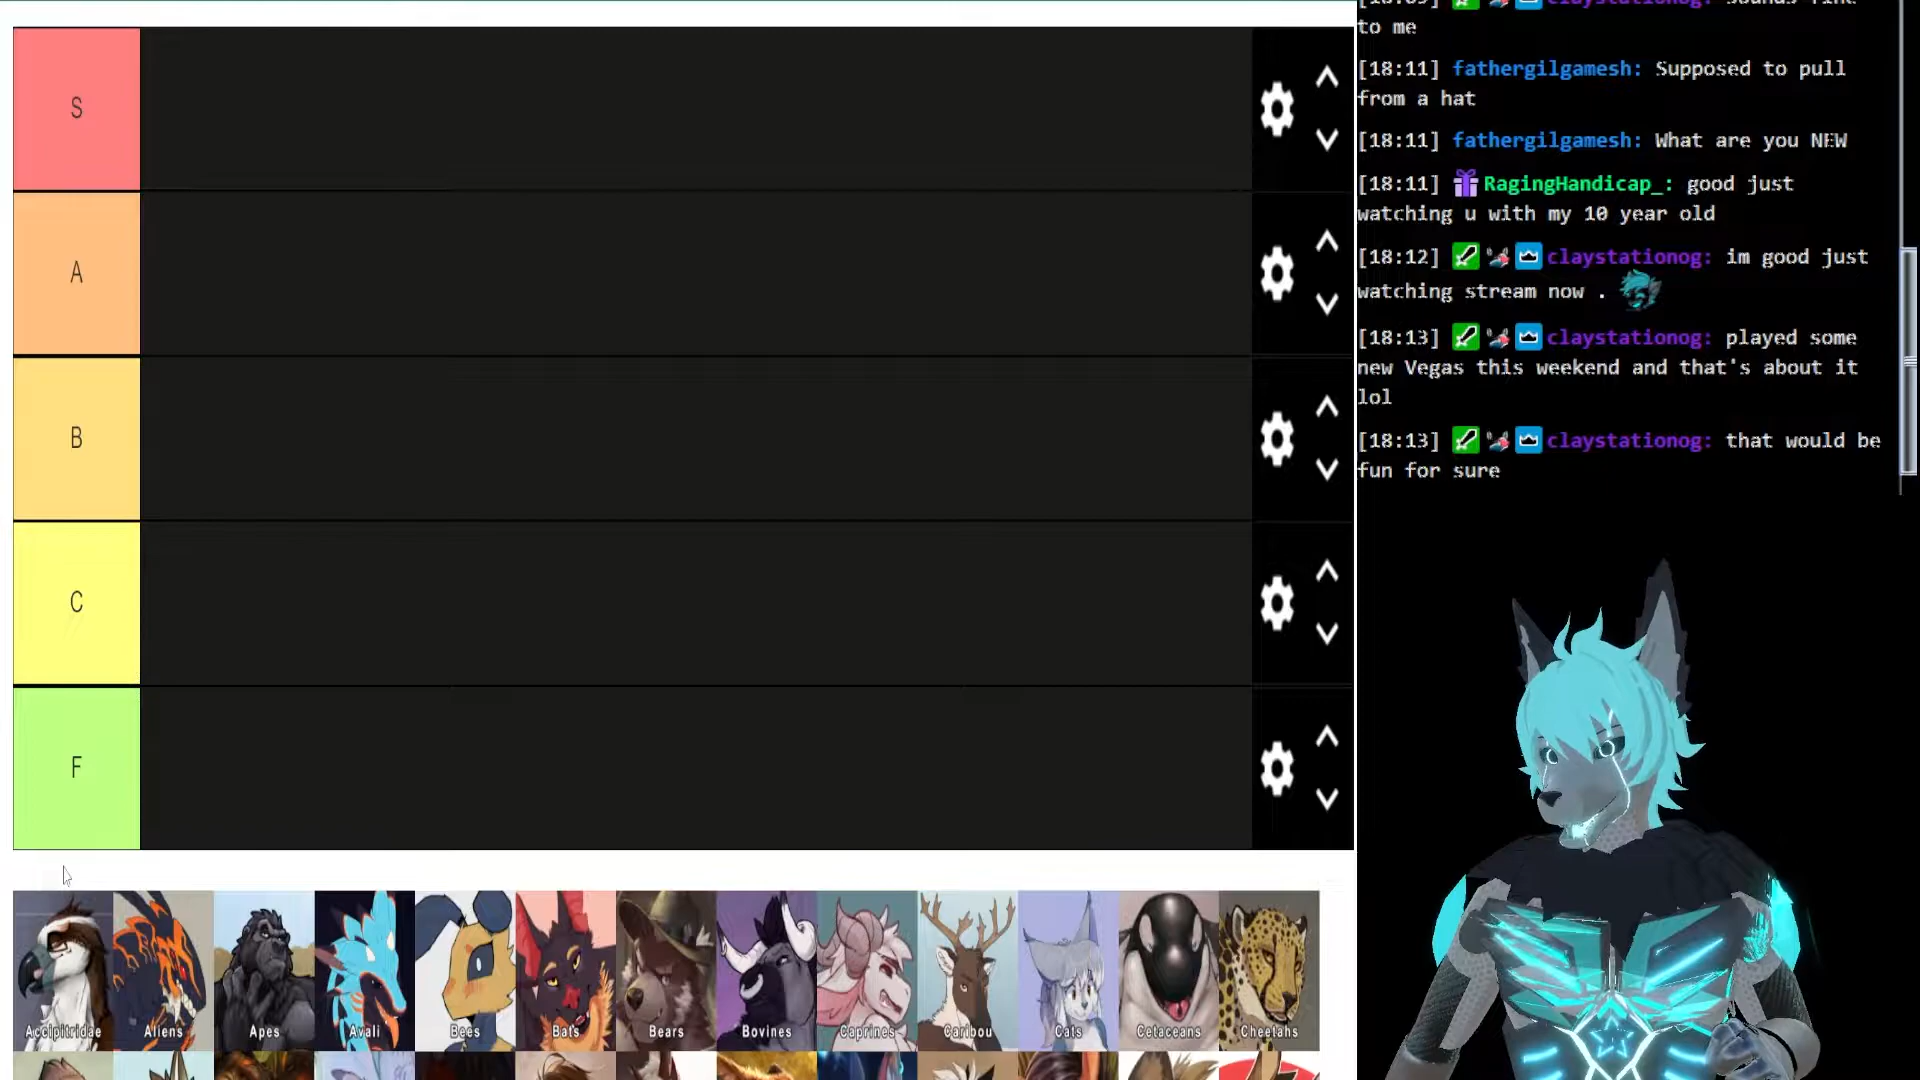 S
A
B
C
F
Accipitridae Aliens Apes Avali Bees Bats Bears Bovines Caprines Caribou Cats Cetaceans Cheetahs
to me
[18:11] fathergilgamesh: Supposed to pull
from a hat
[18:11] fathergilgamesh: What are you NEW
[18:11] RagingHandicap_: good just
watching u with my 10 year old
[18:12] claystationog: im good just
watching stream now .
[18:13] claystationog: played some
new Vegas this weekend and that's about it
lol
[18:13] claystationog: that would be
fun for sure